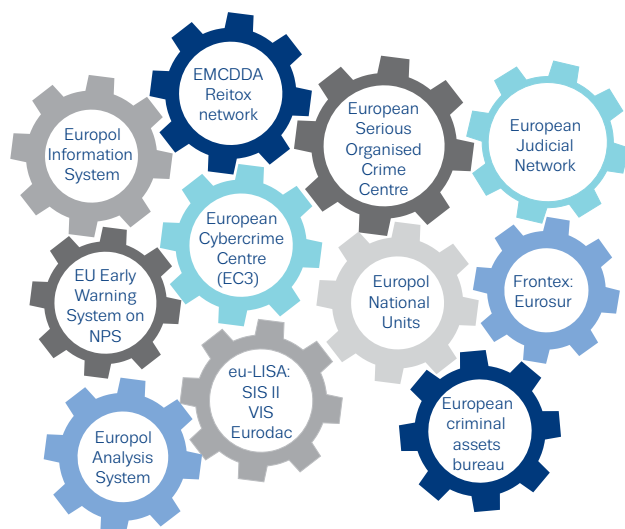 EMCDDA
Reitox
network
European
Serious
Organised
Crime
Centre
European
Judicial
Network
Europol
Information
System
European
Cybercrime
Centre
(EC3)
EU Early
Warning
System on
NPS
Europol
National
Units
Frontex:
Eurosur
eu-LISA:
SIS II
VIS
Eurodac
European
criminal
assets
bureau
Europol
Analysis
System